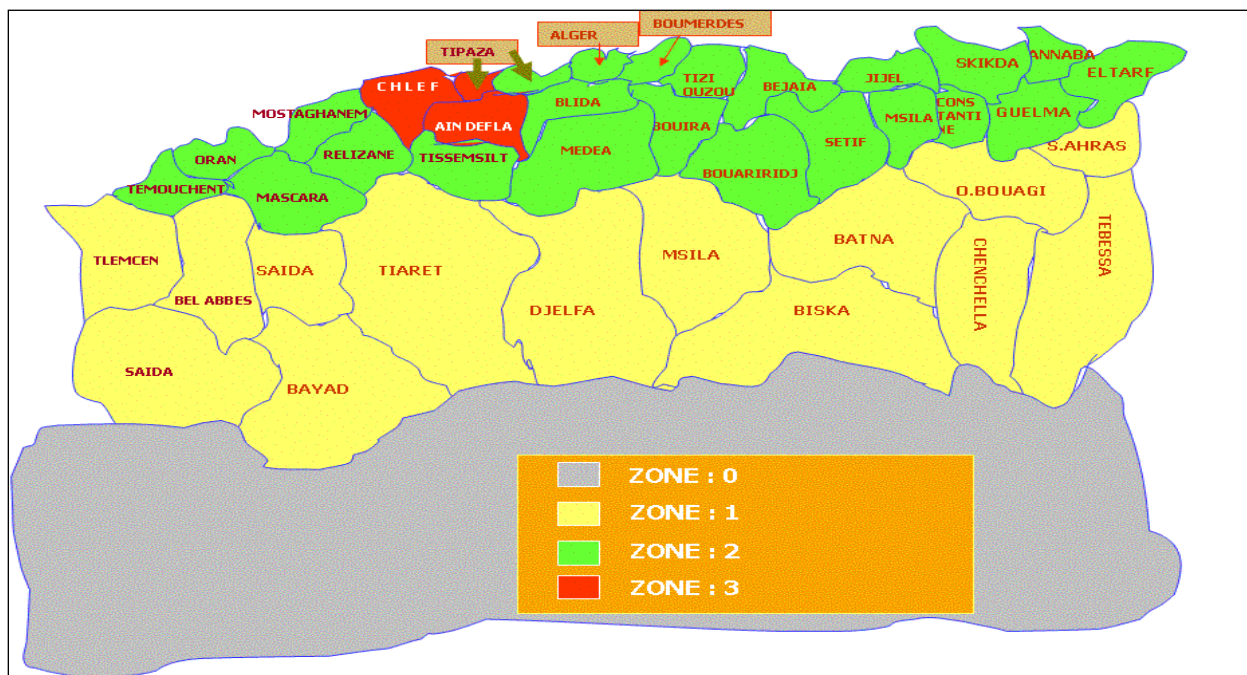 BOUMERDES
ALGER
TIPAZA
SKIKDA
ANNABA
ELTARF
CHLEF
TIZI
OUZOU
BEJAIA
JIJEL
MOSTAGHANEM
BLIDA
CONS
TANTI
NE
GUELMA
AIN DEFLA
BOUIRA
MSILA
SETIF
S.AHRAS
ORAN
RELIZANE
TISSEMSILT
MEDEA
BOUARIRIDJ
TEMOUCHENT
MASCARA
O.BOUAGI
TEBESSA
TLEMCEN
SAIDA
TIARET
MSILA
BATNA
CHENCHELLA
BEL ABBES
DJELFA
BISKA
SAIDA
BAYAD
ZONE : 0
ZONE : 1
ZONE : 2
ZONE : 3